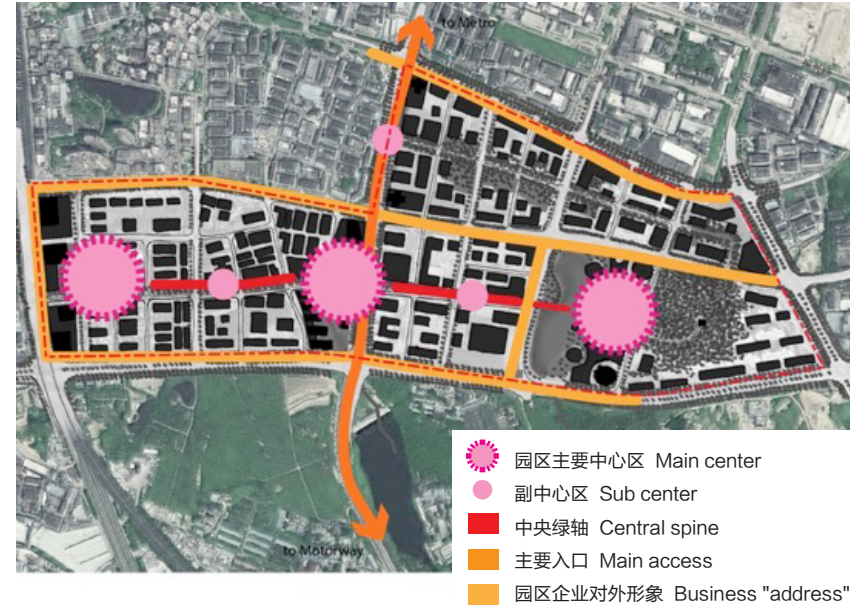 to Metro
to Motorway
园区主要中心区 Main center
副中心区 Sub center
中央绿轴 Central spine
主要入口 Main access
园区企业对外形象 Business "address"